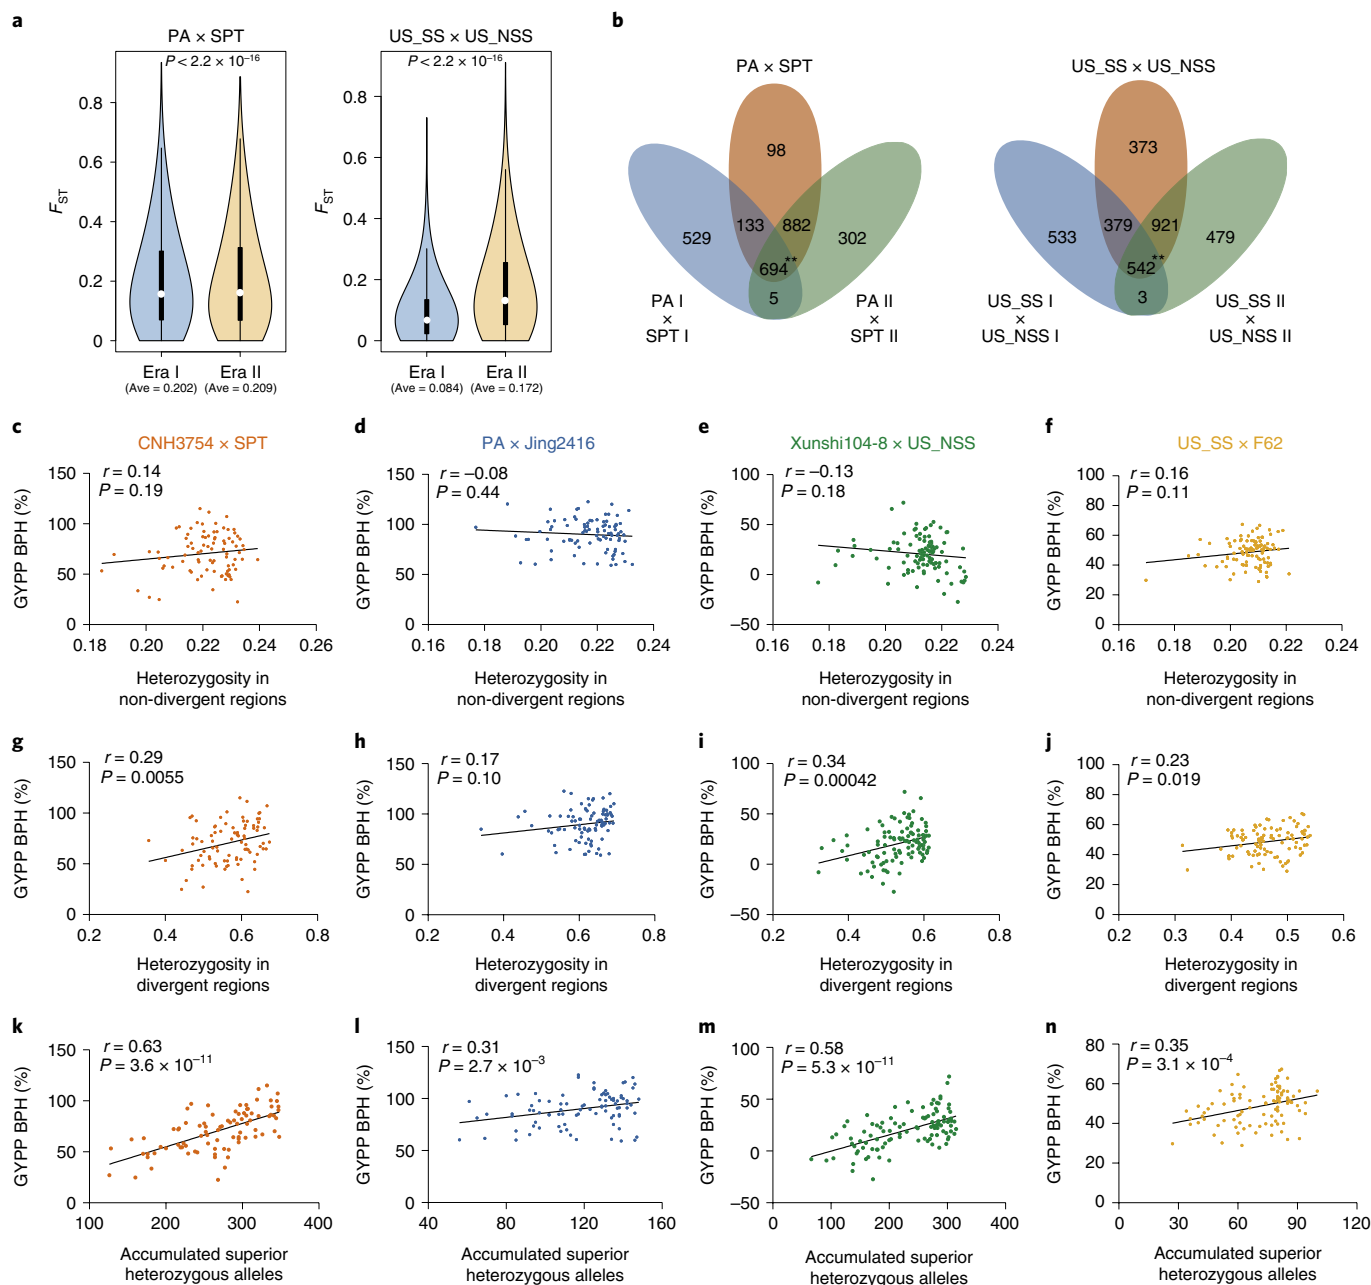 a
PA × SPT
P < 2.2 × 10⁻¹⁶
F_ST
0.8
0.6
0.4
0.2
0
Era I
(Ave = 0.202)
Era II
(Ave = 0.209)
US_SS × US_NSS
P < 2.2 × 10⁻¹⁶
F_ST
0.8
0.6
0.4
0.2
0
Era I
(Ave = 0.084)
Era II
(Ave = 0.172)
b
PA × SPT
98
133
882
529
302
694**
5
PA I
×
SPT I
PA II
×
SPT II
US_SS × US_NSS
373
379
921
533
479
542**
3
US_SS I
×
US_NSS I
US_SS II
×
US_NSS II
c
CNH3754 × SPT
r = 0.14
P = 0.19
GYPP BPH (%)
150
100
50
0
0.18 0.20 0.22 0.24 0.26
Heterozygosity in
non-divergent regions
d
PA × Jing2416
r = −0.08
P = 0.44
GYPP BPH (%)
150
100
50
0
0.16 0.18 0.20 0.22 0.24
Heterozygosity in
non-divergent regions
e
Xunshi104-8 × US_NSS
r = −0.13
P = 0.18
GYPP BPH (%)
100
50
0
−50
0.16 0.18 0.20 0.22 0.24
Heterozygosity in
non-divergent regions
f
US_SS × F62
r = 0.16
P = 0.11
GYPP BPH (%)
100
80
60
40
20
0
0.16 0.18 0.20 0.22 0.24
Heterozygosity in
non-divergent regions
g
r = 0.29
P = 0.0055
GYPP BPH (%)
150
100
50
0
0.2 0.4 0.6 0.8
Heterozygosity in
divergent regions
h
r = 0.17
P = 0.10
GYPP BPH (%)
150
100
50
0
0.2 0.4 0.6 0.8
Heterozygosity in
divergent regions
i
r = 0.34
P = 0.00042
GYPP BPH (%)
100
50
0
−50
0.2 0.4 0.6 0.8
Heterozygosity in
divergent regions
j
r = 0.23
P = 0.019
GYPP BPH (%)
100
80
60
40
20
0
0.2 0.3 0.4 0.5 0.6
Heterozygosity in
divergent regions
k
r = 0.63
P = 3.6 × 10⁻¹¹
GYPP BPH (%)
150
100
50
0
100 200 300 400
Accumulated superior
heterozygous alleles
l
r = 0.31
P = 2.7 × 10⁻³
GYPP BPH (%)
150
100
50
0
40 80 120 160
Accumulated superior
heterozygous alleles
m
r = 0.58
P = 5.3 × 10⁻¹¹
GYPP BPH (%)
100
50
0
−50
0 100 200 300 400
Accumulated superior
heterozygous alleles
n
r = 0.35
P = 3.1 × 10⁻⁴
GYPP BPH (%)
80
60
40
20
0
0 30 60 90 120
Accumulated superior
heterozygous alleles